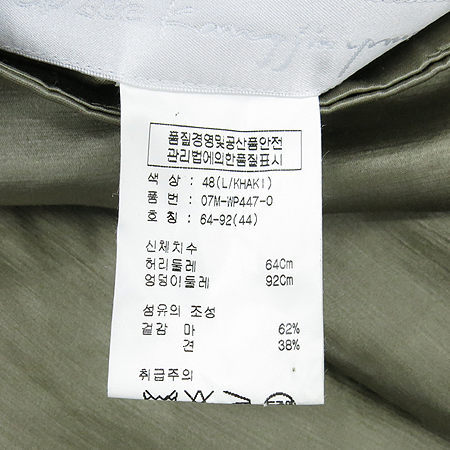 품질경영및공산품안전
관리법에의한품질표시
색 상 : 48(L/KHAKI)
품 번 : 07M-WP447-0
호 칭 : 64-92(44)
신체치수
허리둘레 64Cm
엉덩이둘레 92Cm
섬유의 조성
겉감 마 62%
견 38%
취급주의